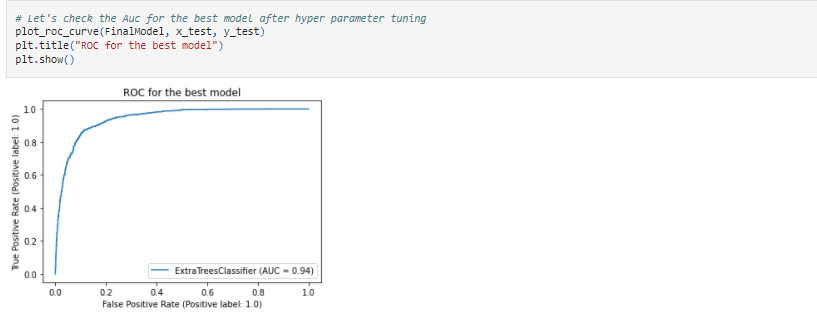 # Let's check the Auc for the best model after hyper parameter tuning
plot_roc_curve(FinalModel, x_test, y_test)
plt.title("ROC for the best model")
plt.show()
ROC for the best model
1.0
0.8
0.6
0.4
0.2
0.0
True Positive Rate (Positive label: 1.0)
ExtraTreesClassifier (AUC = 0.94)
0.0 0.2 0.4 0.6 0.8 1.0
False Positive Rate (Positive label: 1.0)